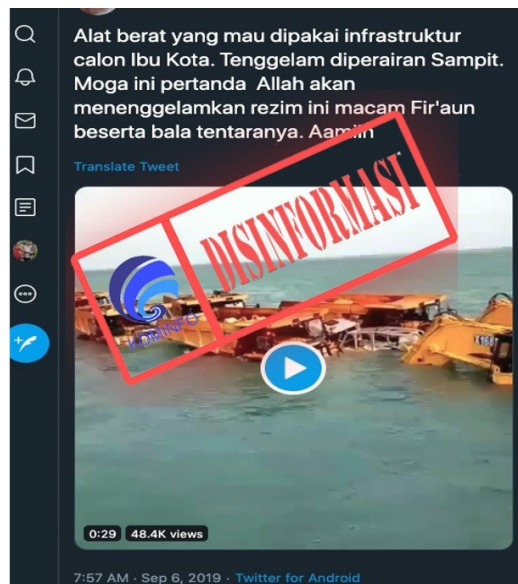 Alat berat yang mau dipakai infrastruktur
calon Ibu Kota. Tenggelam diperairan Sampit.
Moga ini pertanda  Allah akan
menenggelamkan rezim ini macam Fir'aun
beserta bala tentaranya. Aamiin
Translate Tweet
KOMINFO
DISINFORMASI
X168
0:29 48.4K views
7:57 AM · Sep 6, 2019 · Twitter for Android